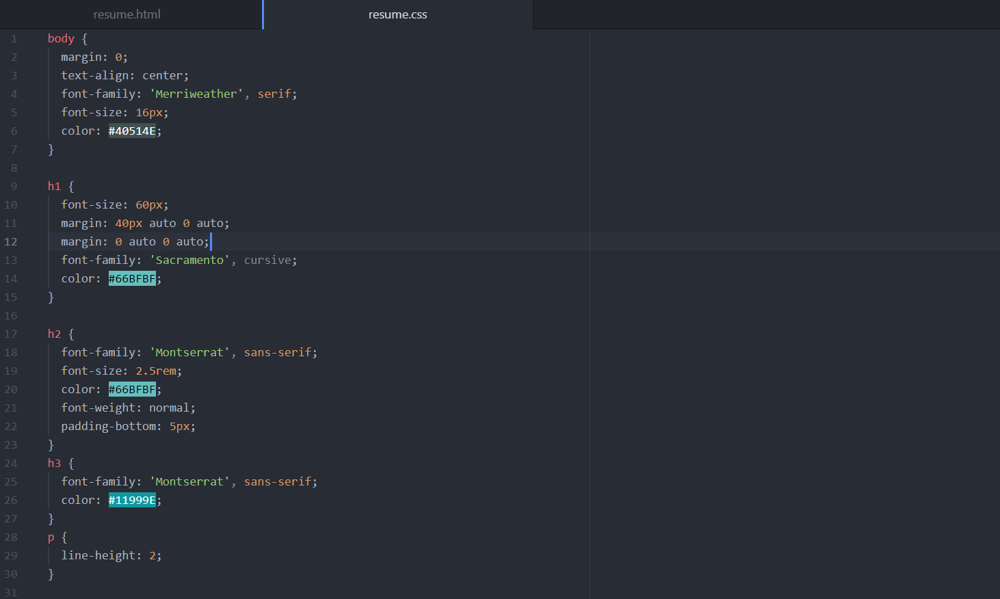 resume.html
resume.css
1 body {
2 margin: 0;
3 text-align: center;
4 font-family: 'Merriweather', serif;
5 font-size: 16px;
6 color: #40514E;
7 }
8
9 h1 {
10 font-size: 60px;
11 margin: 40px auto 0 auto;
12 margin: 0 auto 0 auto;
13 font-family: 'Sacramento', cursive;
14 color: #66BFBF;
15 }
16
17 h2 {
18 font-family: 'Montserrat', sans-serif;
19 font-size: 2.5rem;
20 color: #66BFBF;
21 font-weight: normal;
22 padding-bottom: 5px;
23 }
24 h3 {
25 font-family: 'Montserrat', sans-serif;
26 color: #11999E;
27 }
28 p {
29 line-height: 2;
30 }
31